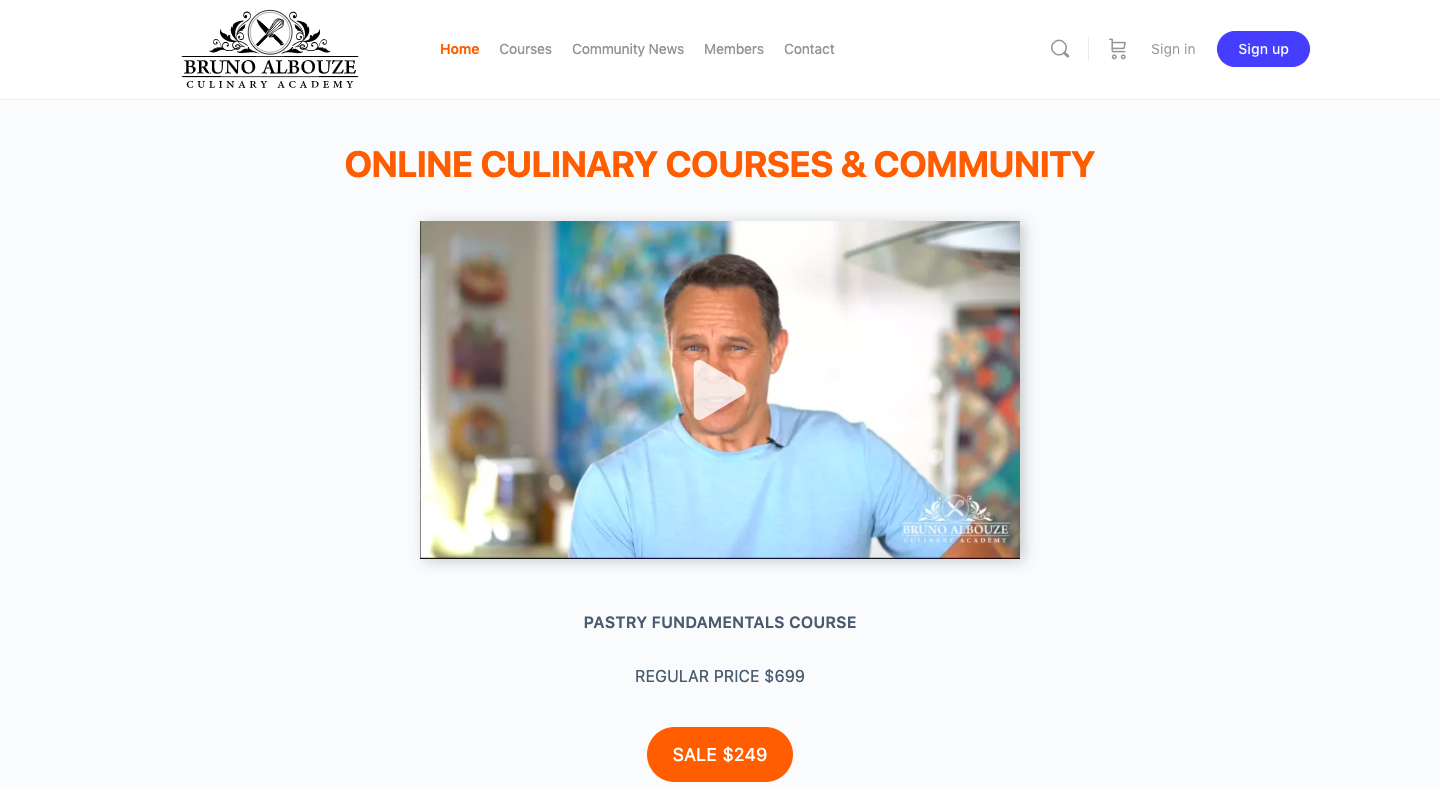 BRUNO ALBOUZE
CULINARY ACADEMY
Home
Courses
Community News
Members
Contact
Sign in
Sign up
ONLINE CULINARY COURSES & COMMUNITY
BRUNO ALBOUZE
CULINARY ACADEMY
PASTRY FUNDAMENTALS COURSE
REGULAR PRICE $699
SALE $249